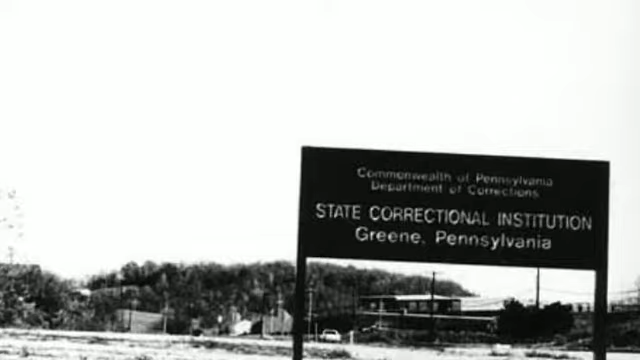 Commonwealth of Pennsylvania
Department of Corrections
STATE CORRECTIONAL INSTITUTION
Greene, Pennsylvania